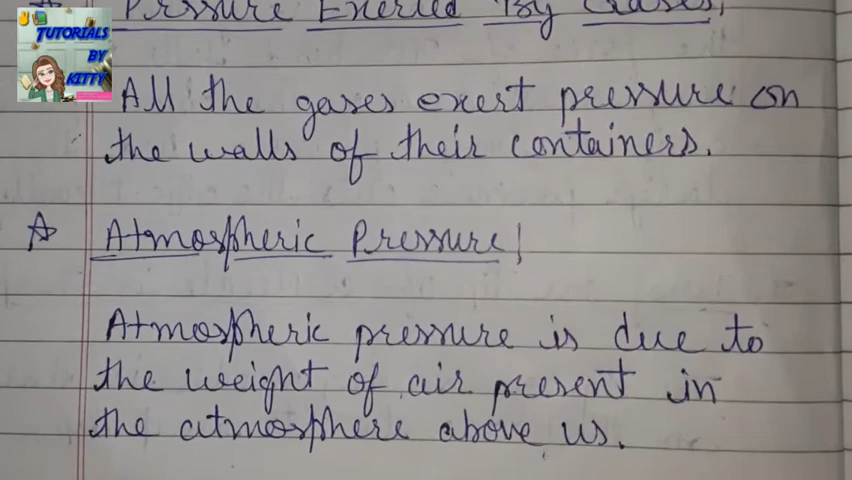 Pressure Exerted By Gases!
TUTORIALS
BY
KITTY
All the gases exert pressure on
the walls of their containers.
Atmospheric Pressure!
Atmospheric pressure is due to
the weight of air present in
the atmosphere above us.